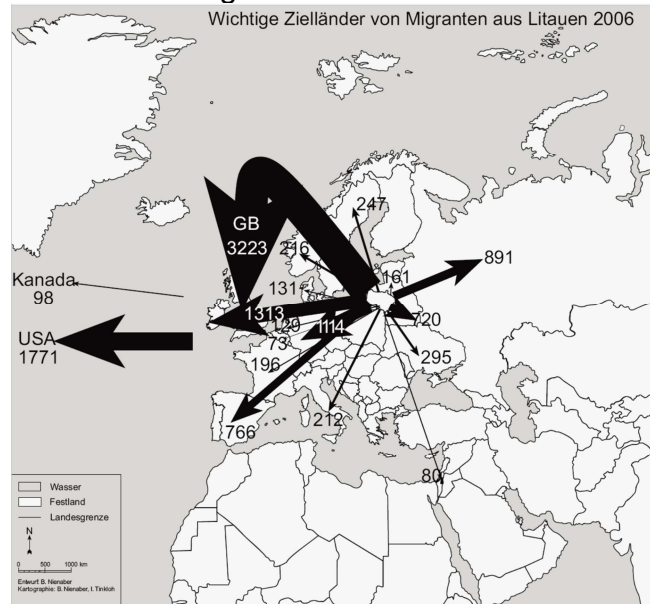 Wichtige Zielländer von Migranten aus Litauen 2006
247
GB
3223
216
891
161
Kanada
98
131
1313
129
1114
720
73
USA
1771
196
295
766
212
80
Wasser
Festland
Landesgrenze
N
0 500 1000 km
Entwurf: B. Nienaber
Kartographie: B. Nienaber, I. Tinkloh